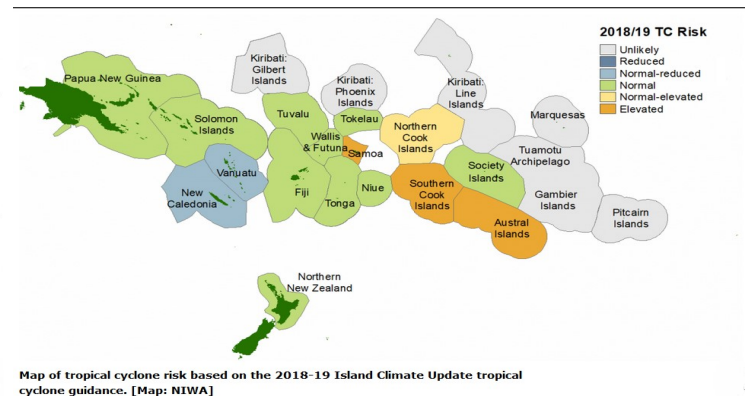 2018/19 TC Risk
Unlikely
Reduced
Normal-reduced
Normal
Normal-elevated
Elevated
Papua New Guinea
Kiribati:
Gilbert
Islands
Kiribati:
Phoenix
Islands
Kiribati:
Line
Islands
Marquesas
Solomon
Islands
Tuvalu
Tokelau
Northern
Cook
Islands
Wallis
& Futuna
Samoa
Tuamotu
Archipelago
Society
Islands
Vanuatu
New
Caledonia
Fiji
Tonga
Niue
Southern
Cook
Islands
Gambier
Islands
Austral
Islands
Pitcairn
Islands
Northern
New Zealand
Map of tropical cyclone risk based on the 2018-19 Island Climate Update tropical
cyclone guidance. [Map: NIWA]